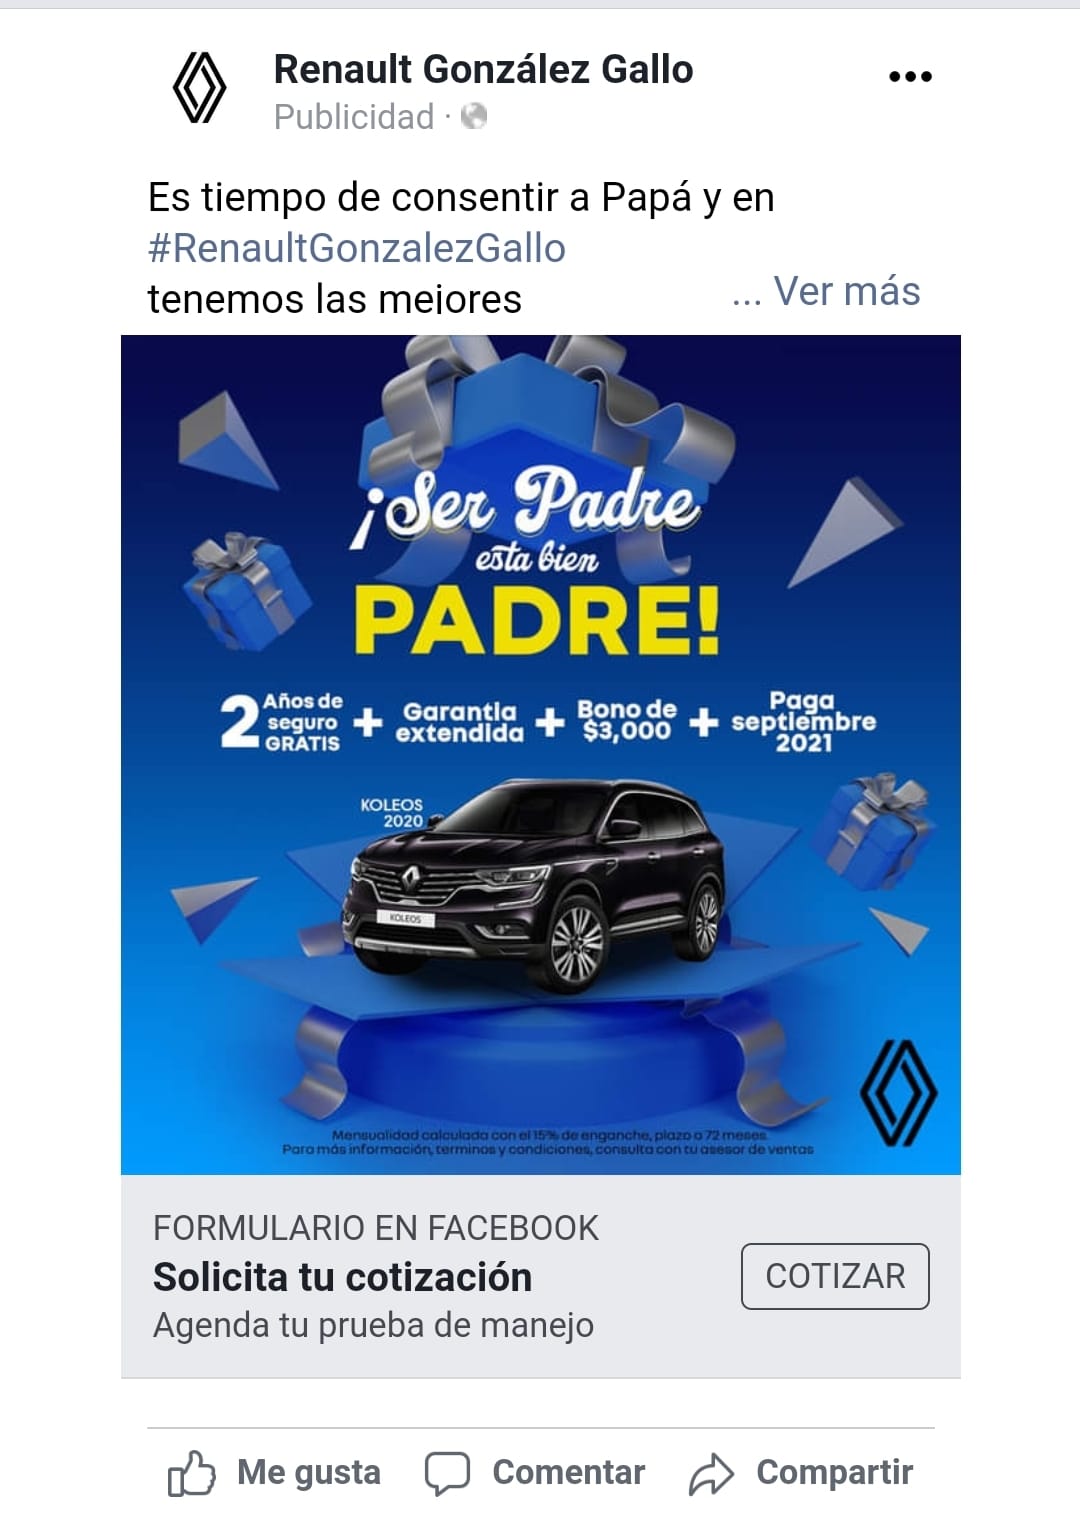 Renault González Gallo
Publicidad ·
Es tiempo de consentir a Papá y en
#RenaultGonzalezGallo
tenemos las mejores
... Ver más
¡Ser Padre
esta bien
PADRE!
2 Años de seguro GRATIS + Garantia extendida + Bono de $3,000 + Paga septiembre 2021
KOLEOS
2020
KOLEOS
Mensualidad calculada con el 15% de enganche, plazo a 72 meses.
Para más información, terminos y condiciones, consulta con tu asesor de ventas
FORMULARIO EN FACEBOOK
Solicita tu cotización
Agenda tu prueba de manejo
COTIZAR
Me gusta
Comentar
Compartir